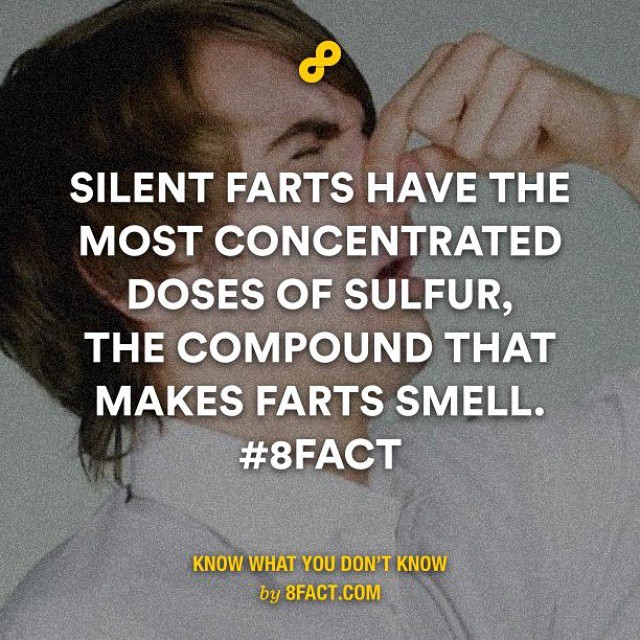 SILENT FARTS HAVE THE
MOST CONCENTRATED
DOSES OF SULFUR,
THE COMPOUND THAT
MAKES FARTS SMELL.
#8FACT
KNOW WHAT YOU DON'T KNOW
by 8FACT.COM